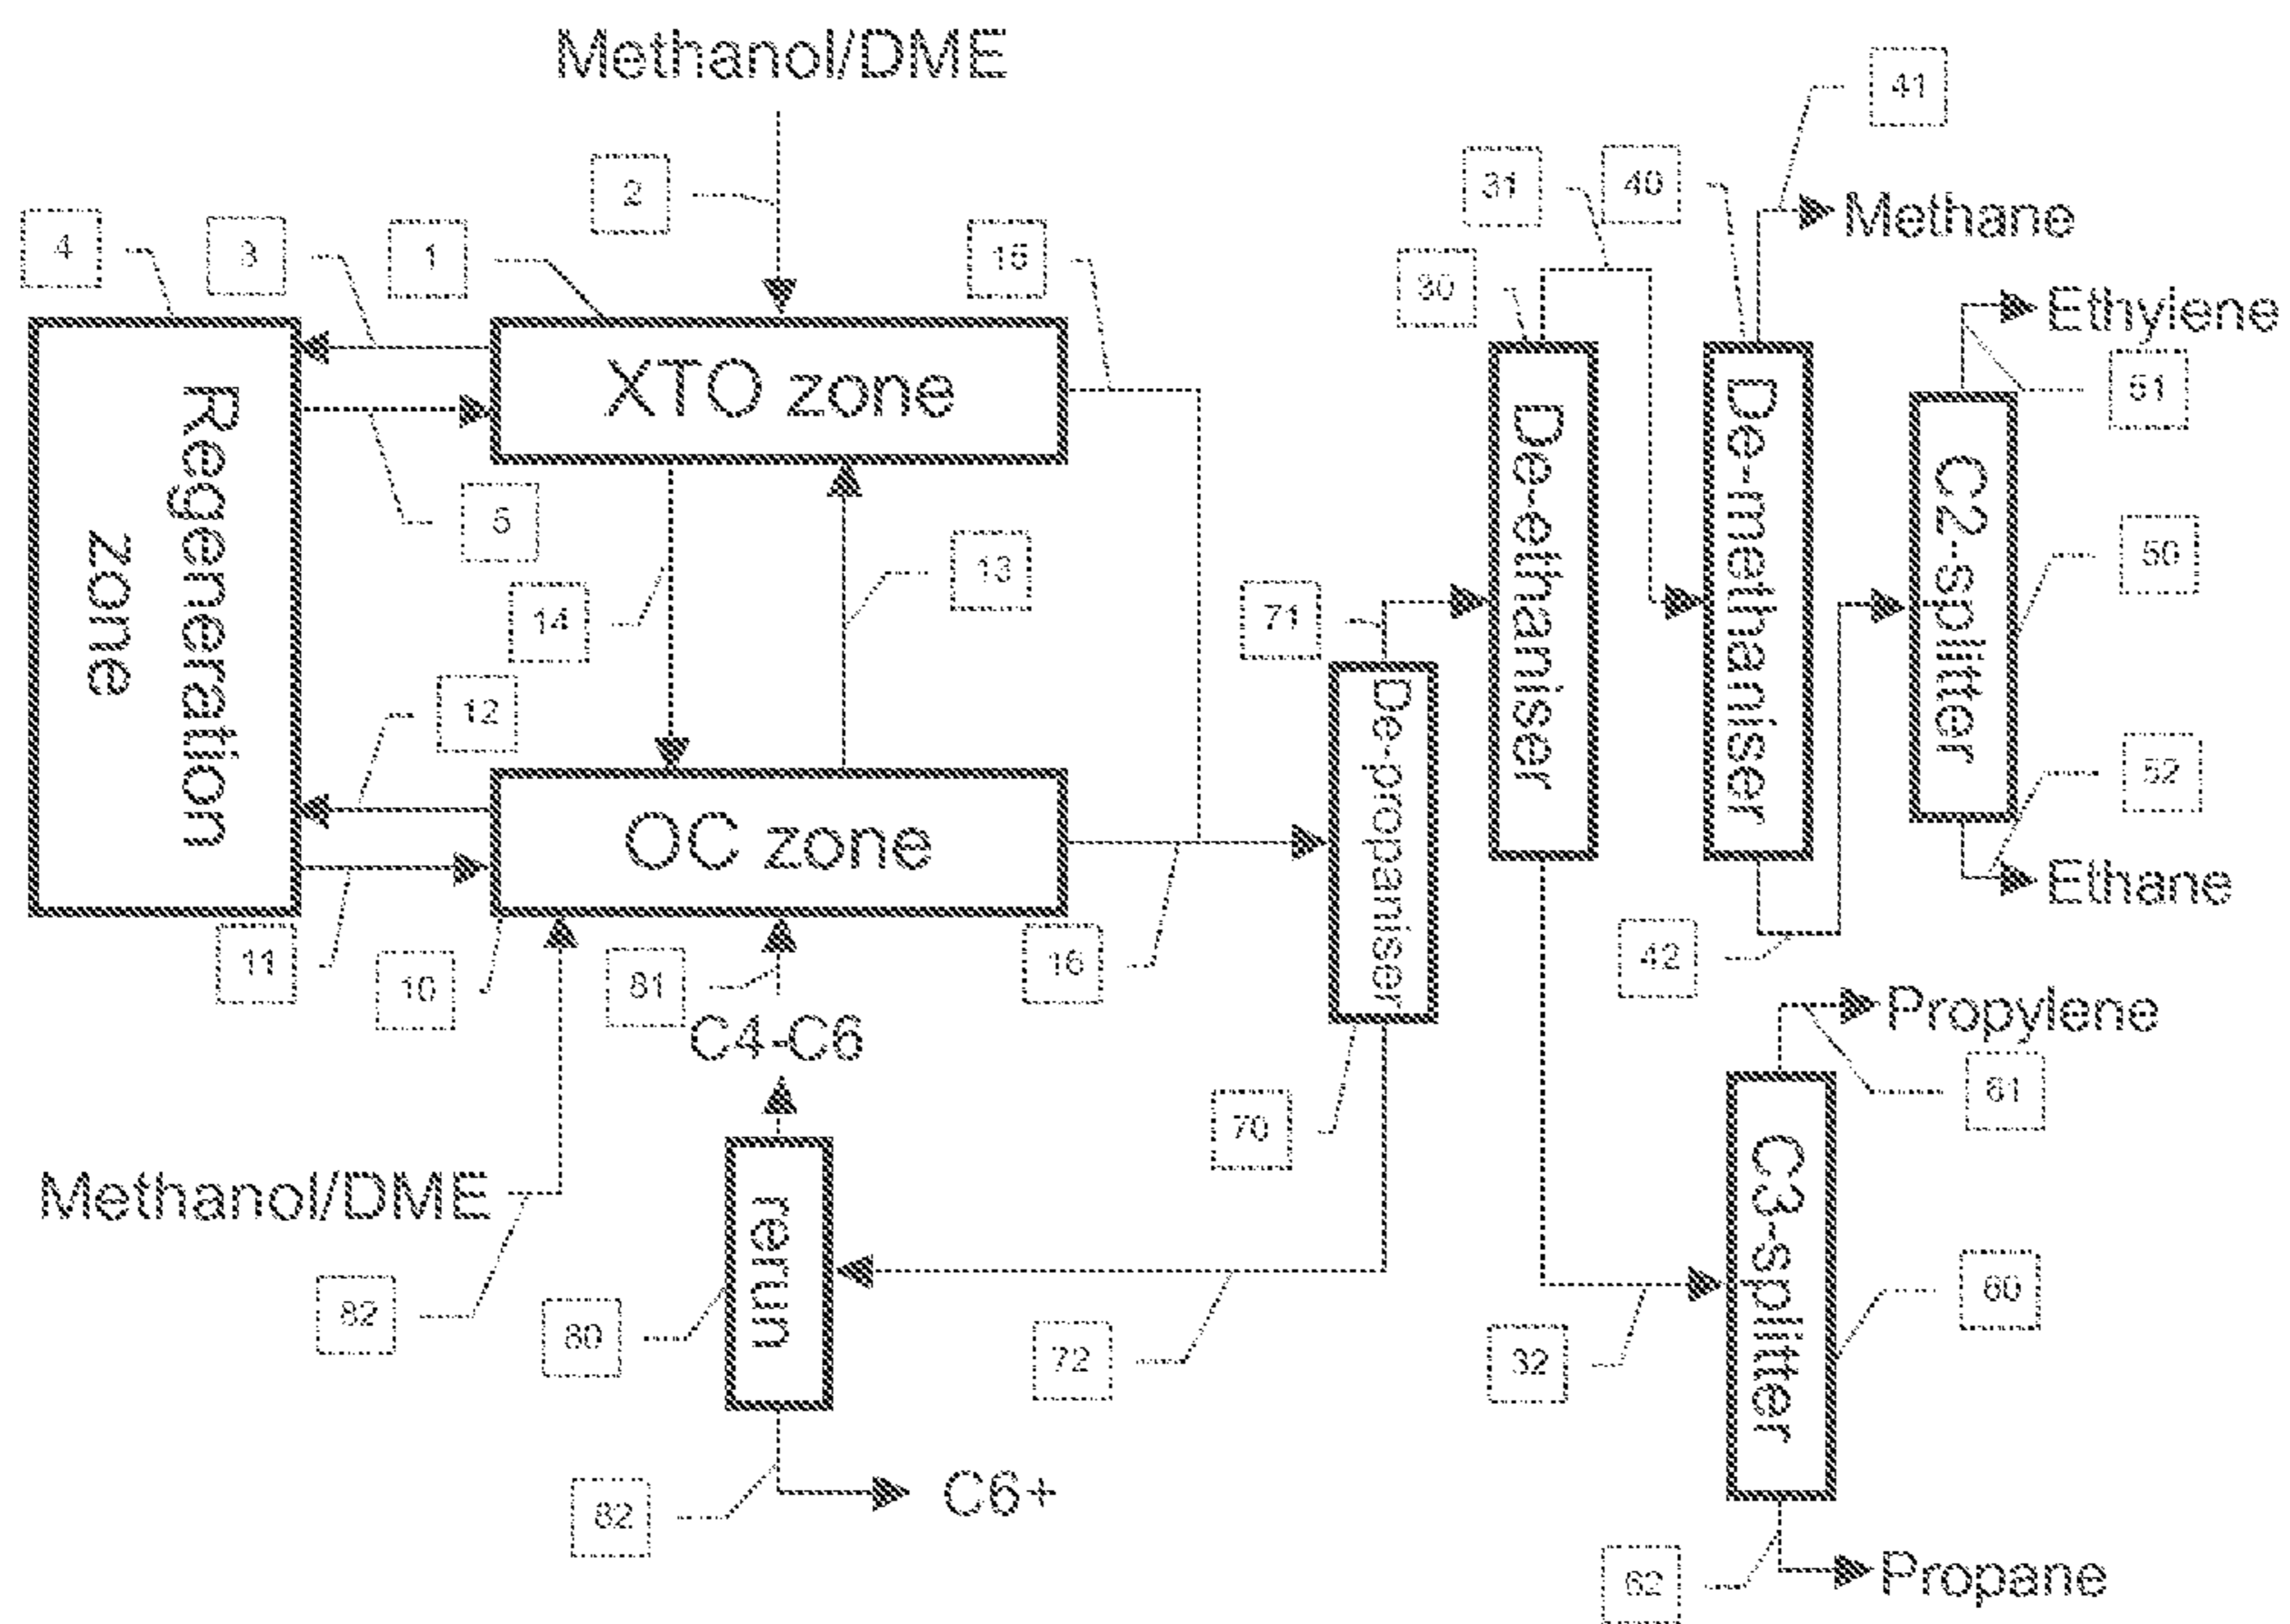 Methanol/DME
41
2
31
40
Methane
4
3
1
15
30
Ethylene
XTO zone
51
Regeneration
zone
De-ethaniser
De-methaniser
C2-splitter
5
14
13
71
50
De-propaniser
12
52
OC zone
Ethane
11
10
81
16
42
C4-C6
Propylene
61
70
Methanol/DME
rerun
C3-splitter
82
80
72
32
60
82
C6+
62
Propane